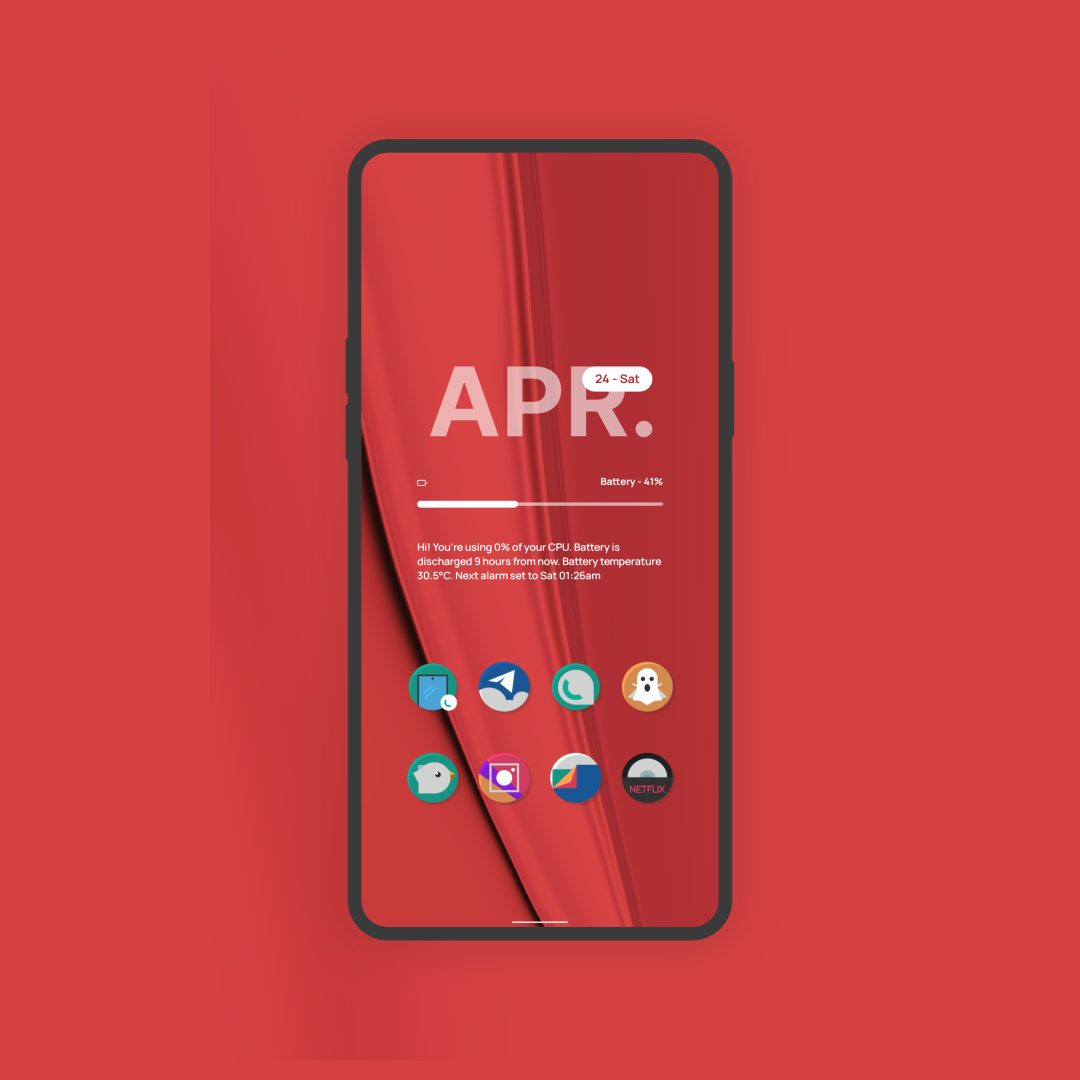 APR.
24 - Sat
Battery - 41%
Hi! You're using 0% of your CPU. Battery is
discharged 9 hours from now. Battery temperature
30.5°C. Next alarm set to Sat 01:26am
NETFLIX